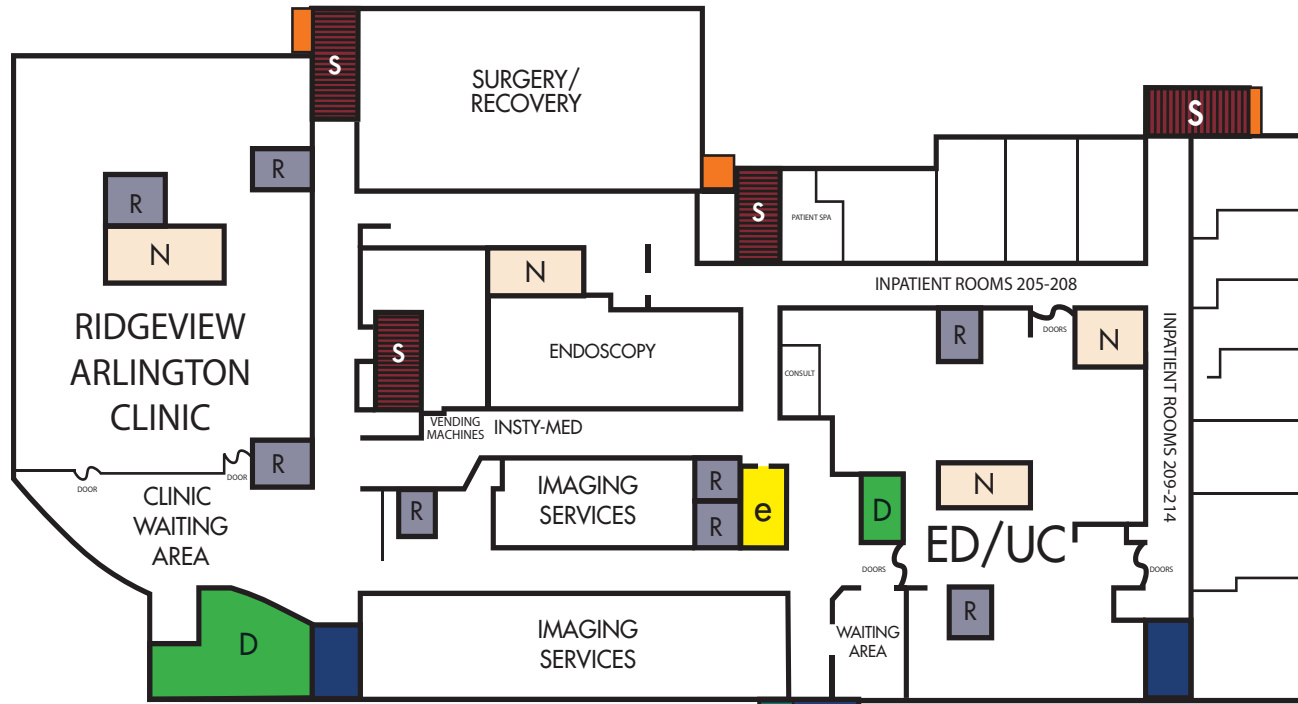 S
SURGERY/
RECOVERY
S
R
R
N
S
PATIENT SPA
RIDGEVIEW
ARLINGTON
CLINIC
N
INPATIENT ROOMS 205-208
S
ENDOSCOPY
R
DOORS
N
CONSULT
INPATIENT ROOMS 209-214
VENDING
MACHINES
INSTY-MED
R
DOOR
DOOR
CLINIC
WAITING
AREA
R
IMAGING
SERVICES
R
R
e
D
N
ED/UC
DOORS
DOORS
D
IMAGING
SERVICES
WAITING
AREA
R